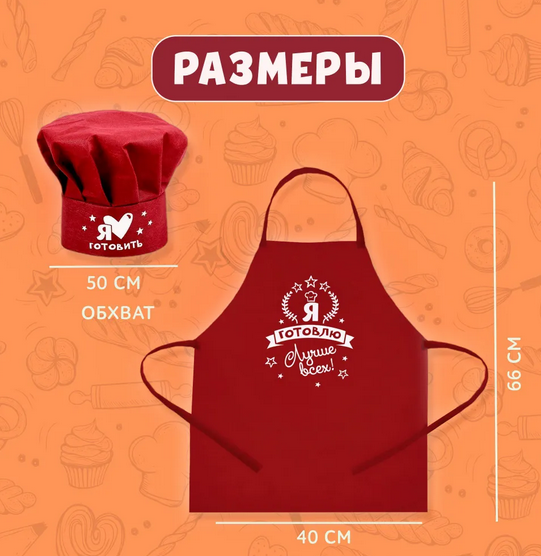 РАЗМЕРЫ
Я
ГОТОВИТЬ
50 СМ
ОБХВАТ
Я
ГОТОВЛЮ
Лучше
всех!
66 СМ
40 СМ